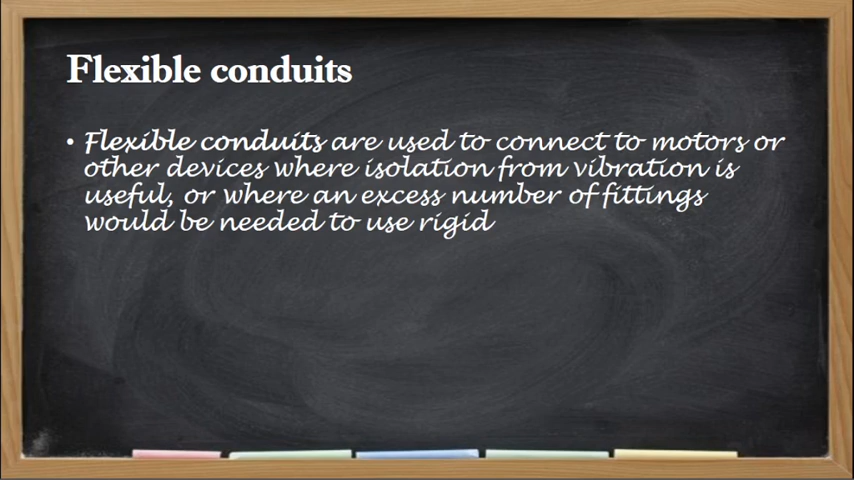 Flexible conduits
• Flexible conduits are used to connect to motors or
other devices where isolation from vibration is
useful, or where an excess number of fittings
would be needed to use rigid